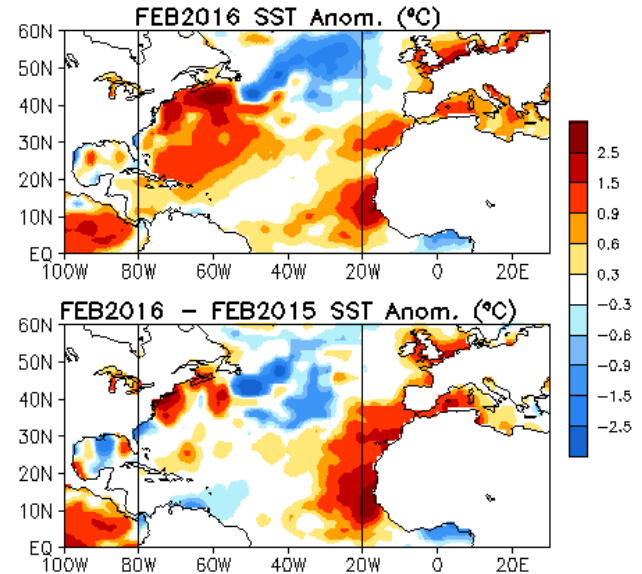 FEB2016 SST Anom. (°C)
60N
50N
40N
30N
20N
10N
EQ
100W 80W 60W 40W 20W 0 20E
FEB2016 – FEB2015 SST Anom. (°C)
60N
50N
40N
30N
20N
10N
EQ
100W 80W 60W 40W 20W 0 20E
2.5
1.5
0.9
0.6
0.3
-0.3
-0.6
-0.9
-1.5
-2.5